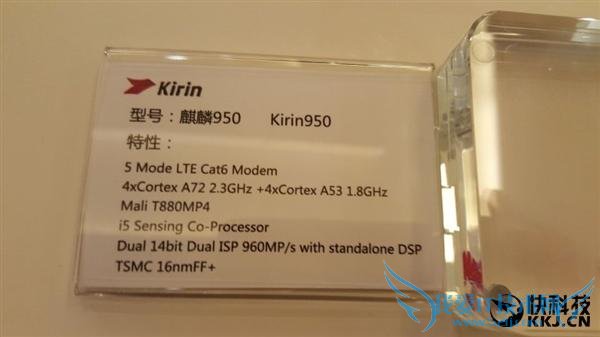 Kirin
型号：麒麟950 Kirin950
特性：
5 Mode LTE Cat6 Modem
4xCortex A72 2.3GHz +4xCortex A53 1.8GHz
Mali T880MP4
i5 Sensing Co-Processor
Dual 14bit Dual ISP 960MP/s with standalone DSP
TSMC 16nmFF+
快科技
KKJ.CN